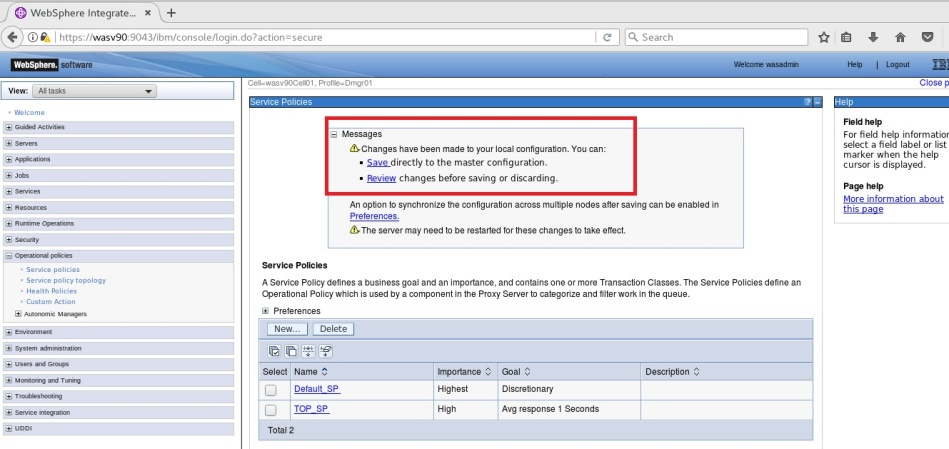 WebSphere Integrate...
https://wasv90:9043/ibm/console/login.do?action=secure
Search
WebSphere. software
Welcome wasadmin
Help | Logout
Cell=wasv90Cell01, Profile=Dmgr01
Close p
View: All tasks
Welcome
Guided Activities
Servers
Applications
Jobs
Services
Resources
Runtime Operations
Security
Operational policies
Service policies
Service policy topology
Health Policies
Custom Action
Autonomic Managers
Environment
System administration
Users and Groups
Monitoring and Tuning
Troubleshooting
Service integration
UDDI
Service Policies
Messages
Changes have been made to your local configuration. You can:
Save directly to the master configuration.
Review changes before saving or discarding.
An option to synchronize the configuration across multiple nodes after saving can be enabled in
Preferences.
The server may need to be restarted for these changes to take effect.
Service Policies
A Service Policy defines a business goal and an importance, and contains one or more Transaction Classes. The Service Policies define an
Operational Policy which is used by a component in the Proxy Server to categorize and filter work in the queue.
Preferences
New... Delete
Select Name Importance Goal Description
Default_SP Highest Discretionary
TOP_SP High Avg response 1 Seconds
Total 2
Help
Field help
For field help information
select a field label or list
marker when the help
cursor is displayed.
Page help
More information about
this page